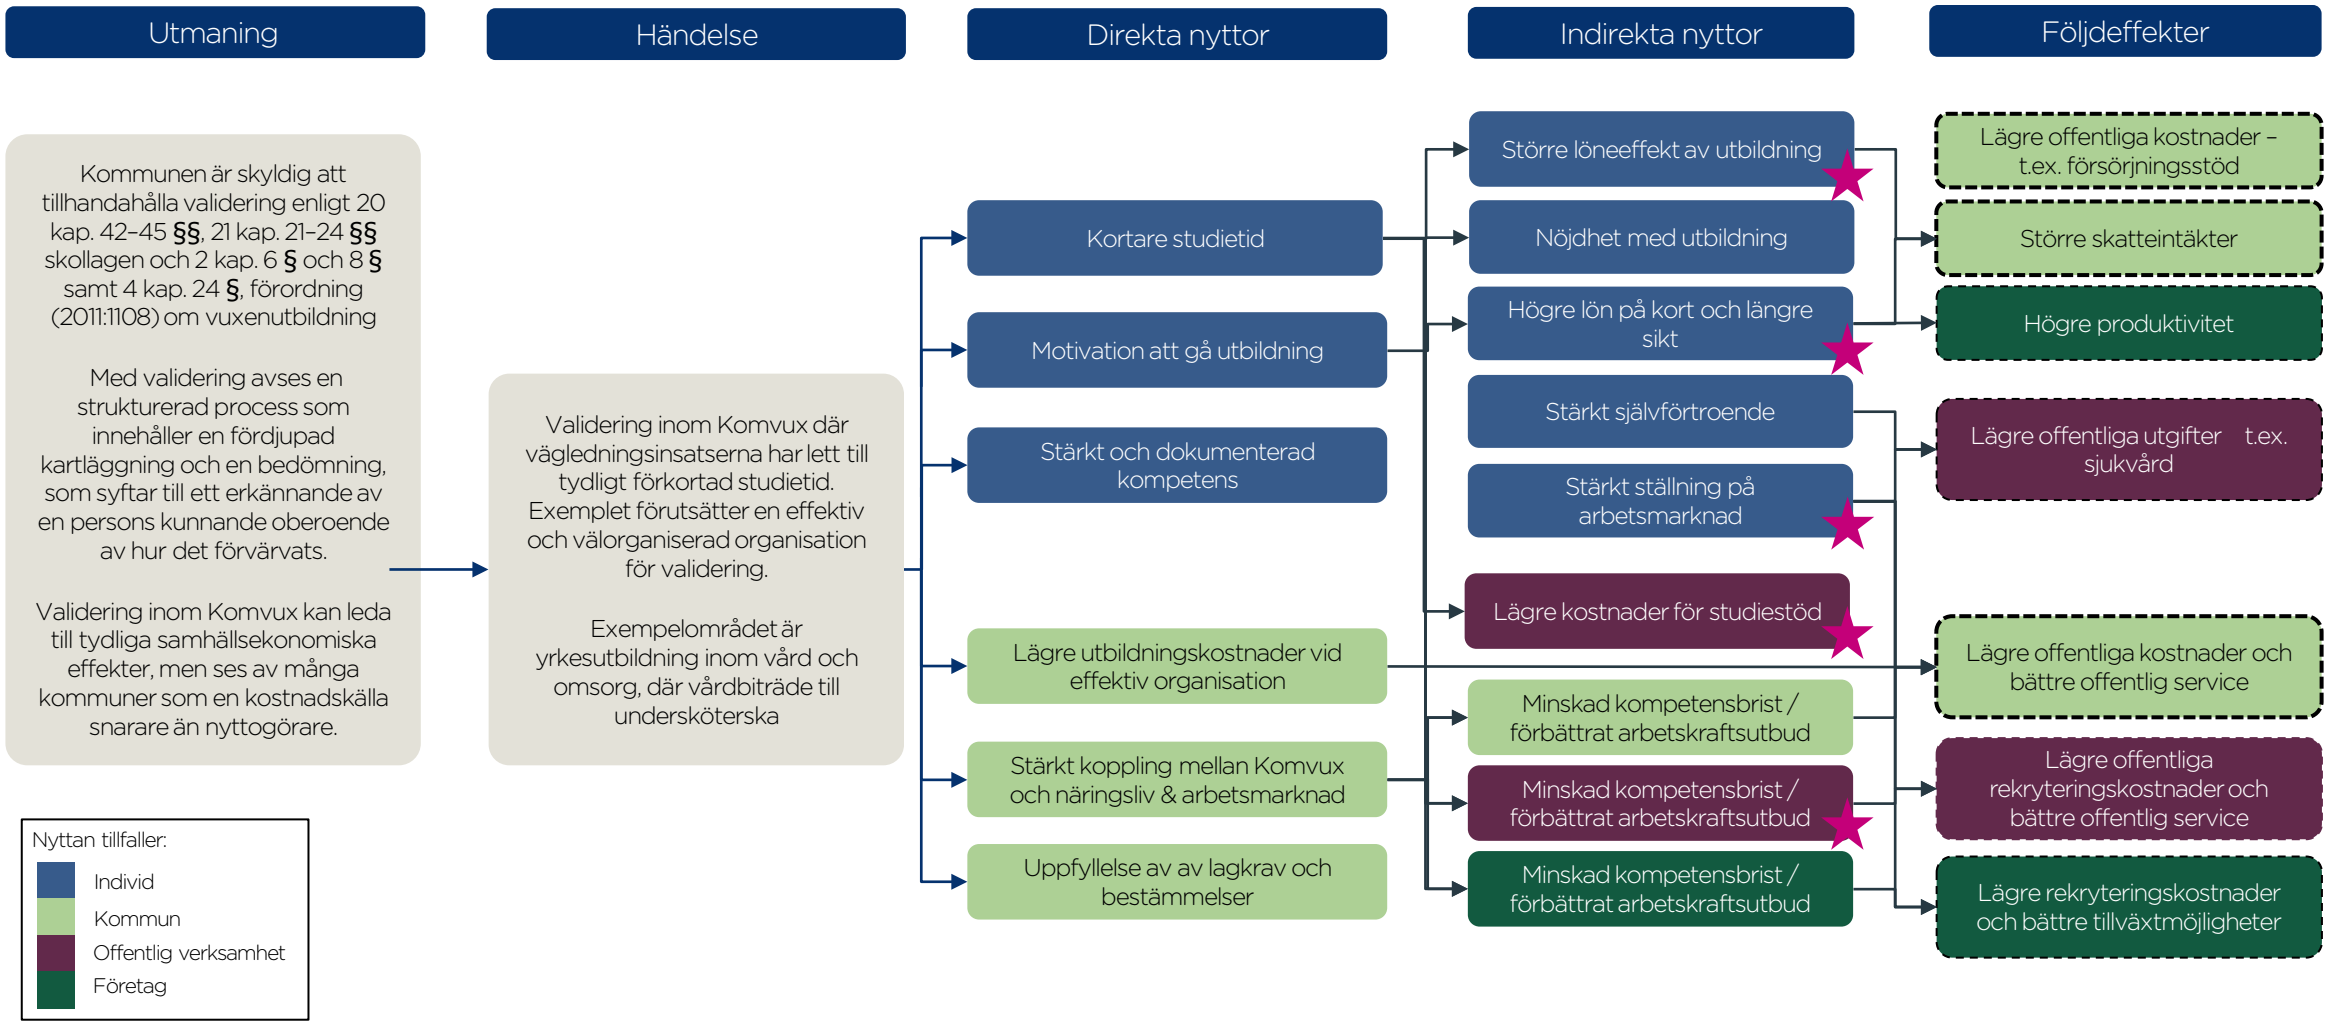 Utmaning
Händelse
Direkta nyttor
Indirekta nyttor
Följdeffekter
Kommunen är skyldig att
tillhandahålla validering enligt 20
kap. 42–45 §§, 21 kap. 21–24 §§
skollagen och 2 kap. 6 § och 8 §
samt 4 kap. 24 §, förordning
(2011:1108) om vuxenutbildning
Med validering avses en
strukturerad process som
innehåller en fördjupad
kartläggning och en bedömning,
som syftar till ett erkännande av
en persons kunnande oberoende
av hur det förvärvats.
Validering inom Komvux kan leda
till tydliga samhällsekonomiska
effekter, men ses av många
kommuner som en kostnadskälla
snarare än nyttogörare.
Validering inom Komvux där
vägledningsinsatserna har lett till
tydligt förkortad studietid.
Exemplet förutsätter en effektiv
och välorganiserad organisation
för validering.
Exempelområdet är
yrkesutbildning inom vård och
omsorg, där vårdbiträde till
undersköterska
Kortare studietid
Motivation att gå utbildning
Stärkt och dokumenterad
kompetens
Lägre utbildningskostnader vid
effektiv organisation
Stärkt koppling mellan Komvux
och näringsliv & arbetsmarknad
Uppfyllelse av av lagkrav och
bestämmelser
Större löneeffekt av utbildning
Nöjdhet med utbildning
Högre lön på kort och längre
sikt
Stärkt självförtroende
Stärkt ställning på
arbetsmarknad
Lägre kostnader för studiestöd
Minskad kompetensbrist /
förbättrat arbetskraftsutbud
Minskad kompetensbrist /
förbättrat arbetskraftsutbud
Minskad kompetensbrist /
förbättrat arbetskraftsutbud
Lägre offentliga kostnader –
t.ex. försörjningsstöd
Större skatteintäkter
Högre produktivitet
Lägre offentliga utgifter t.ex.
sjukvård
Lägre offentliga kostnader och
bättre offentlig service
Lägre offentliga
rekryteringskostnader och
bättre offentlig service
Lägre rekryteringskostnader
och bättre tillväxtmöjligheter
Nyttan tillfaller:
Individ
Kommun
Offentlig verksamhet
Företag